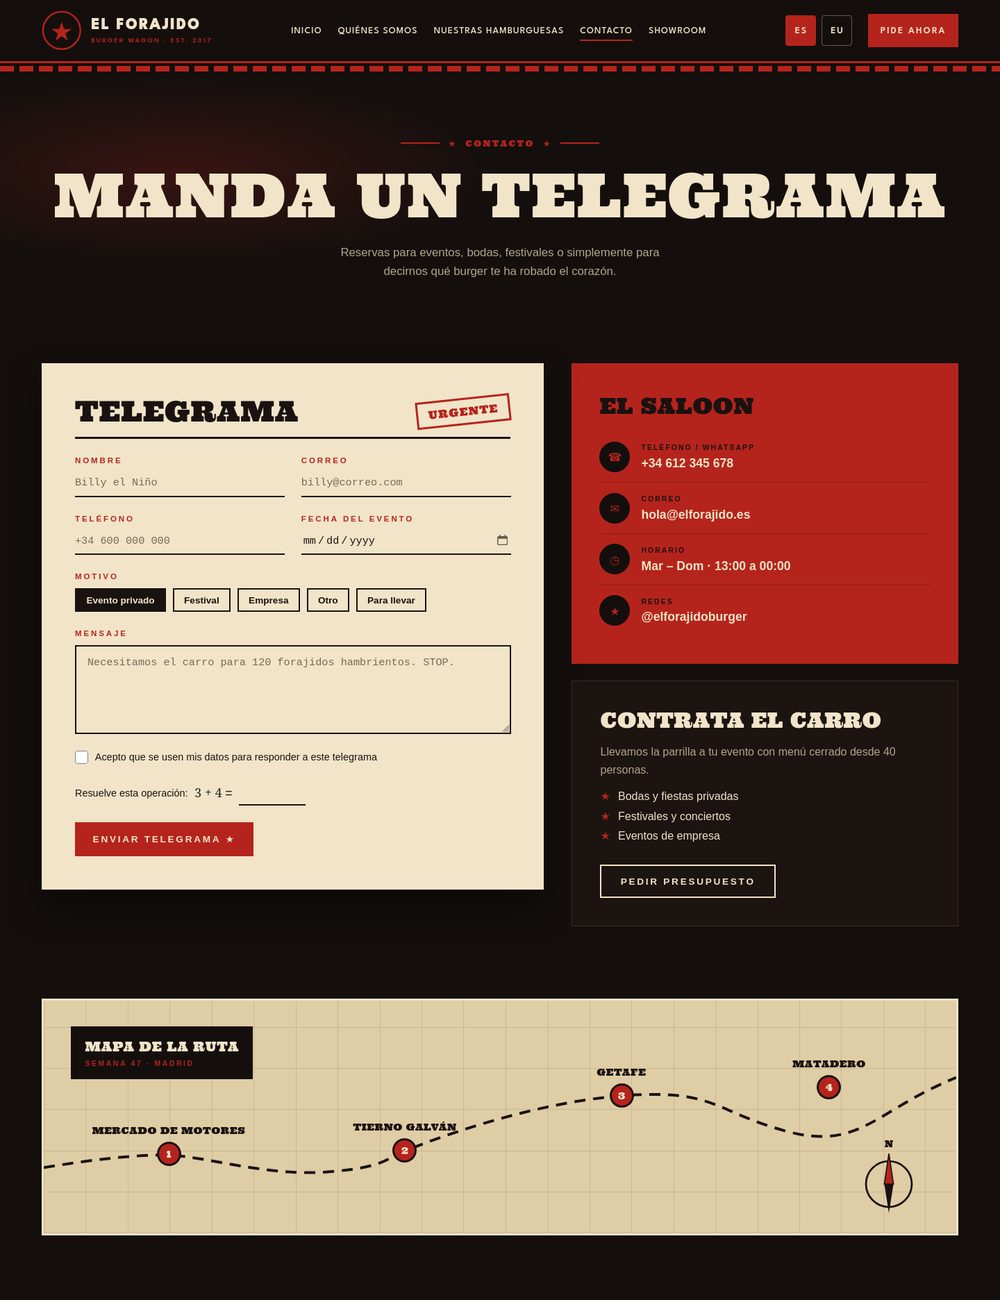 EL FORAJIDO
BURGER WAGON · EST. 2017
INICIO
QUIÉNES SOMOS
NUESTRAS HAMBURGUESAS
CONTACTO
SHOWROOM
ES
EU
PIDE AHORA
★ CONTACTO ★
MANDA UN TELEGRAMA
Reservas para eventos, bodas, festivales o simplemente para
decirnos qué burger te ha robado el corazón.
TELEGRAMA
URGENTE
NOMBRE
Billy el Niño
CORREO
billy@correo.com
TELÉFONO
+34 600 000 000
FECHA DEL EVENTO
mm/dd/yyyy
MOTIVO
Evento privado
Festival
Empresa
Otro
Para llevar
MENSAJE
Necesitamos el carro para 120 forajidos hambrientos. STOP.
Acepto que se usen mis datos para responder a este telegrama
Resuelve esta operación: 3 + 4 =
ENVIAR TELEGRAMA ★
EL SALOON
TELÉFONO / WHATSAPP
+34 612 345 678
CORREO
hola@elforajido.es
HORARIO
Mar – Dom · 13:00 a 00:00
REDES
@elforajidoburger
CONTRATA EL CARRO
Llevamos la parrilla a tu evento con menú cerrado desde 40
personas.
★ Bodas y fiestas privadas
★ Festivales y conciertos
★ Eventos de empresa
PEDIR PRESUPUESTO
MAPA DE LA RUTA
SEMANA 47 · MADRID
MERCADO DE MOTORES
1
TIERNO GALVÁN
2
GETAFE
3
MATADERO
4
N